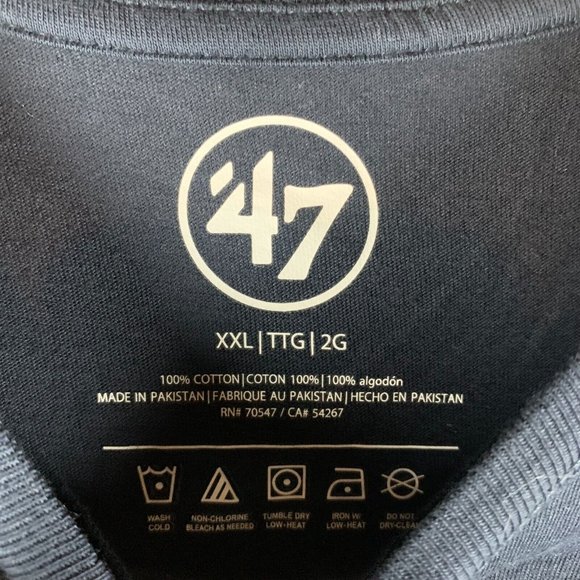 '47
XXL|TTG|2G
100% COTTON|COTON 100%|100% algodón
MADE IN PAKISTAN|FABRIQUE AU PAKISTAN|HECHO EN PAKISTAN
RN# 70547 / CA# 54267
WASH COLD
NON-CHLORINE BLEACH AS NEEDED
TUMBLE DRY LOW-HEAT
IRON W/ LOW-HEAT
DO NOT DRY-CLEAN